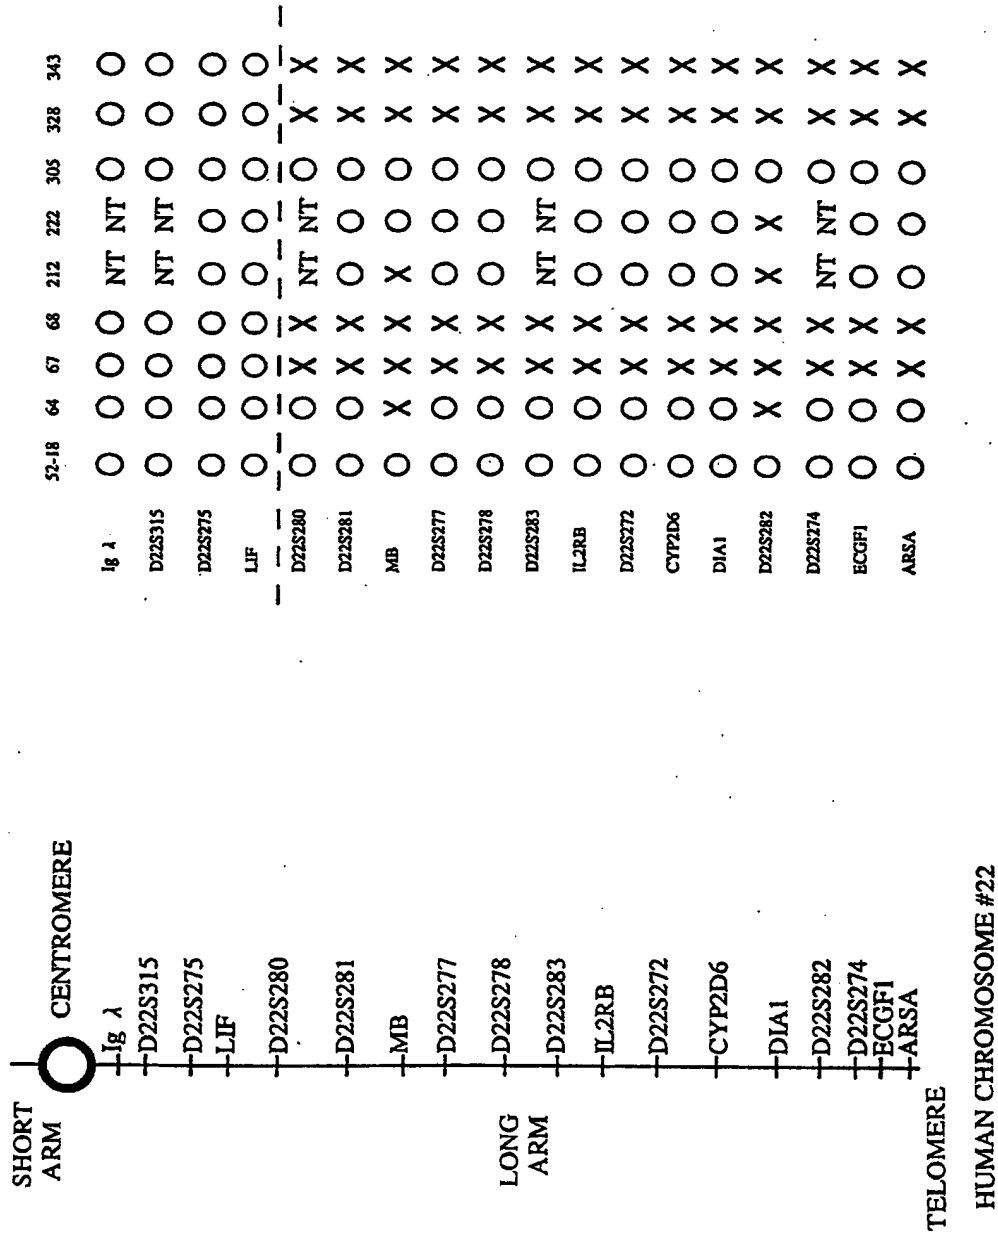 SHORT
ARM
CENTROMERE
Ig λ
D22S315
D22S275
LIF
D22S280
D22S281
MB
D22S277
D22S278
D22S283
IL2RB
D22S272
CYP2D6
DIA1
D22S282
D22S274
ECGF1
ARSA
LONG
ARM
TELOMERE
HUMAN CHROMOSOME #22
52-18 64 67 68 212 222 305 328 343
Ig λ O O O O NT NT O O O
D22S315 O O O O NT NT O O O
D22S275 O O O O O O O O O
LIF O O O O O O O O O
D22S280 O O X X NT NT O X X
D22S281 O O X X O O O X X
MB O X X X X O O X X
D22S277 O O X X O O O X X
D22S278 O O X X O O O X X
D22S283 O O X X NT NT O X X
IL2RB O O X X O O O X X
D22S272 O O X X O O O X X
CYP2D6 O O X X O O O X X
DIA1 O O X X O O O X X
D22S282 O X X X X X O X X
D22S274 O O X X NT NT O X X
ECGF1 O O X X O O O X X
ARSA O O X X O O O X X